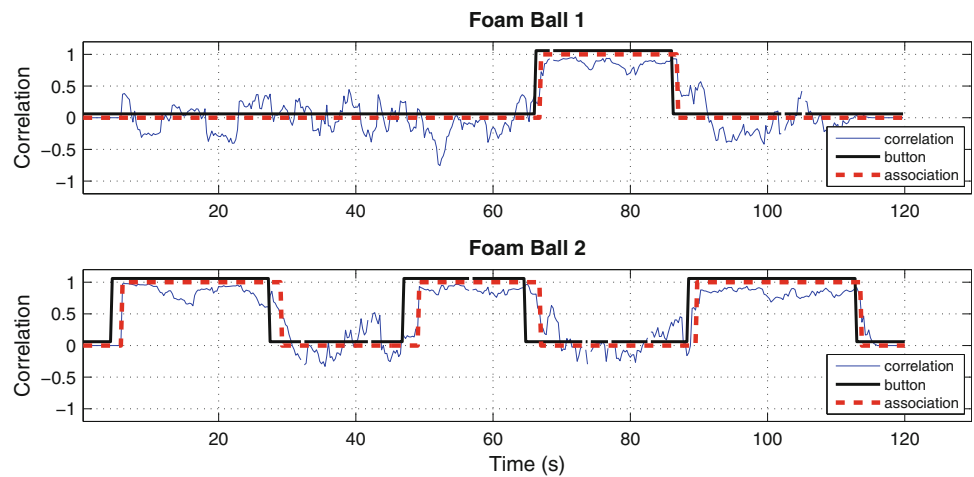 Foam Ball 1
Correlation
1
0.5
0
−0.5
−1
20 40 60 80 100 120
correlation
button
association
Foam Ball 2
Correlation
1
0.5
0
−0.5
−1
20 40 60 80 100 120
correlation
button
association
Time (s)